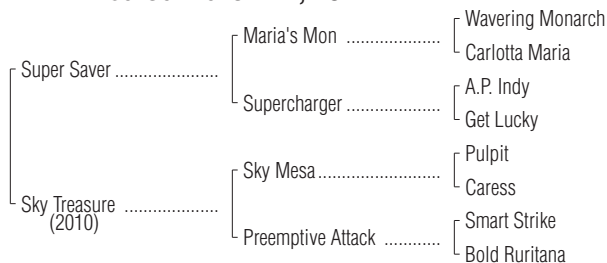 Wavering Monarch
Maria's Mon ....................
Carlotta Maria
Super Saver ......................
A.P. Indy
Supercharger ....................
Get Lucky
Pulpit
Sky Mesa..........................
Caress
Sky Treasure ....................
(2010)
Smart Strike
Preemptive Attack ............
Bold Ruritana